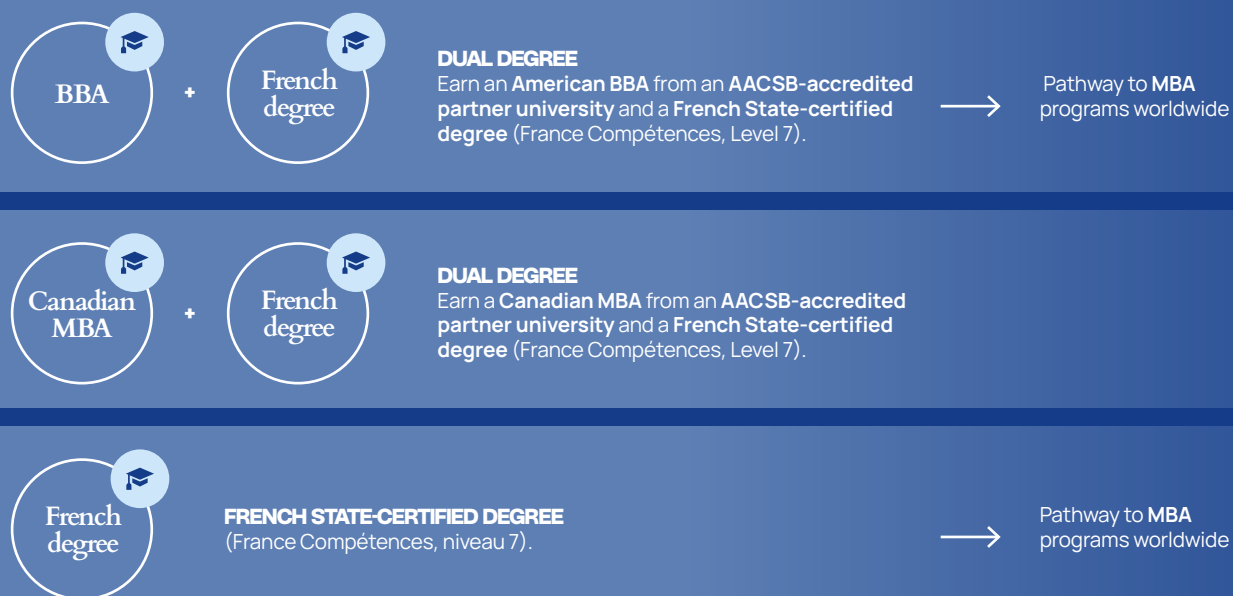 BBA
+
French
degree
DUAL DEGREE
Earn an American BBA from an AACSB-accredited
partner university and a French State-certified
degree (France Compétences, Level 7).
Pathway to MBA
programs worldwide
Canadian
MBA
+
French
degree
DUAL DEGREE
Earn a Canadian MBA from an AACSB-accredited
partner university and a French State-certified
degree (France Compétences, Level 7).
French
degree
FRENCH STATE-CERTIFIED DEGREE
(France Compétences, niveau 7).
Pathway to MBA
programs worldwide